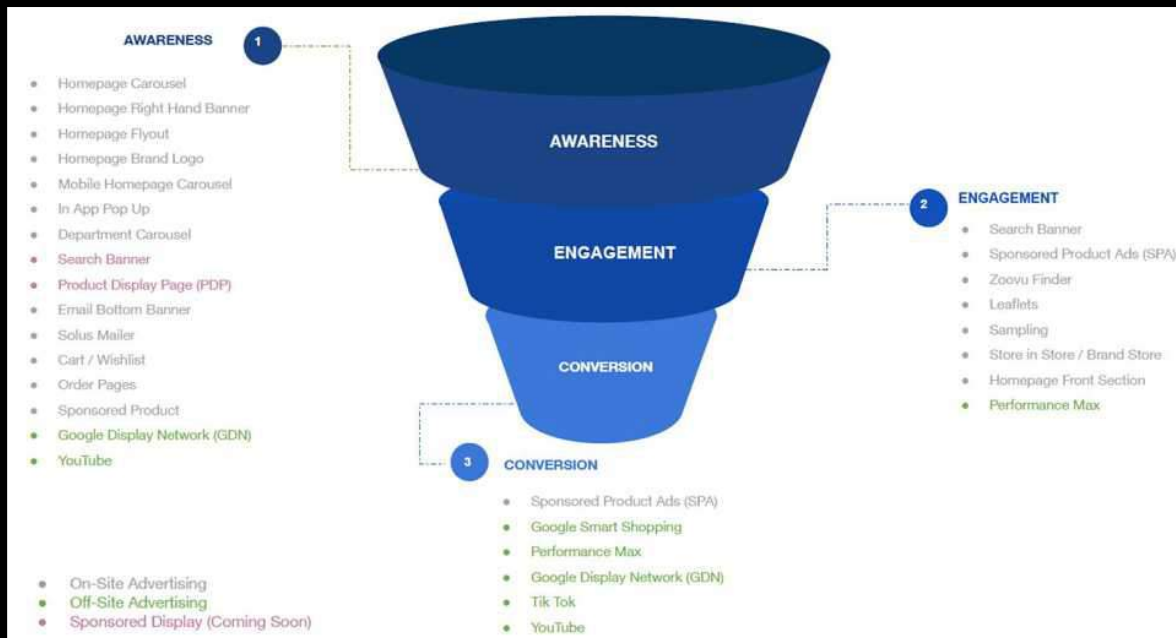 AWARENESS
1
Homepage Carousel
Homepage Right Hand Banner
Homepage Flyout
Homepage Brand Logo
Mobile Homepage Carousel
In App Pop Up
Department Carousel
Search Banner
Product Display Page (PDP)
Email Bottom Banner
Solus Mailer
Cart / Wishlist
Order Pages
Sponsored Product
Google Display Network (GDN)
YouTube
AWARENESS
ENGAGEMENT
CONVERSION
2
ENGAGEMENT
Search Banner
Sponsored Product Ads (SPA)
Zoovu Finder
Leaflets
Sampling
Store in Store / Brand Store
Homepage Front Section
Performance Max
3
CONVERSION
Sponsored Product Ads (SPA)
Google Smart Shopping
Performance Max
Google Display Network (GDN)
Tik Tok
YouTube
On-Site Advertising
Off-Site Advertising
Sponsored Display (Coming Soon)